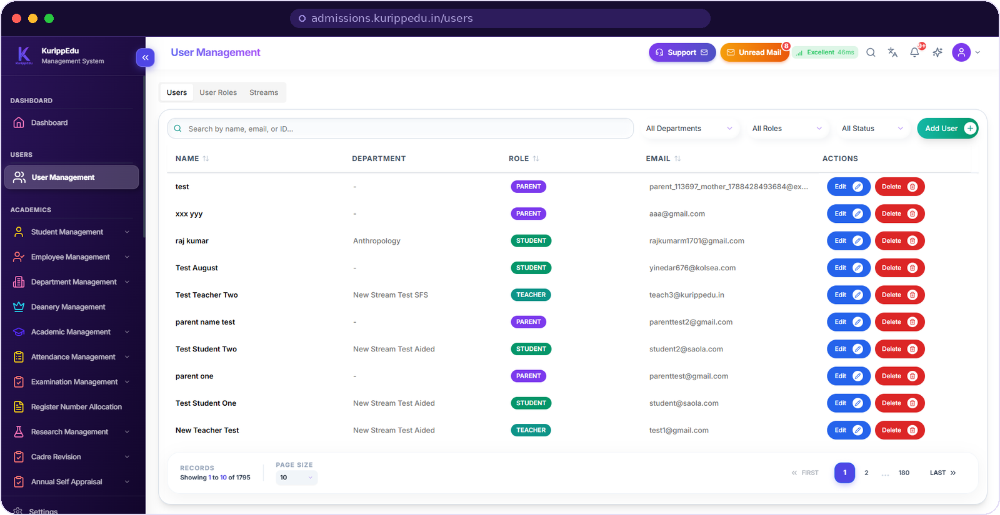 admissions.kurippedu.in/users
K
KurippEdu
KurippEdu
Management System
User Management
Support
Unread Mail
8
Excellent 46ms
9+
DASHBOARD
Dashboard
USERS
User Management
ACADEMICS
Student Management
Employee Management
Department Management
Deanery Management
Academic Management
Attendance Management
Examination Management
Register Number Allocation
Research Management
Cadre Revision
Annual Self Appraisal
Settings
Users User Roles Streams
Search by name, email, or ID...
All Departments
All Roles
All Status
Add User
NAME DEPARTMENT ROLE EMAIL ACTIONS
test - PARENT parent_113697_mother_1788428493684@ex... Edit Delete
xxx yyy - PARENT aaa@gmail.com Edit Delete
raj kumar Anthropology STUDENT rajkumarm1701@gmail.com Edit Delete
Test August - STUDENT yinedar676@kolsea.com Edit Delete
Test Teacher Two New Stream Test SFS TEACHER teach3@kurippedu.in Edit Delete
parent name test - PARENT parenttest2@gmail.com Edit Delete
Test Student Two New Stream Test Aided STUDENT student2@saola.com Edit Delete
parent one - PARENT parenttest@gmail.com Edit Delete
Test Student One New Stream Test Aided STUDENT student@saola.com Edit Delete
New Teacher Test New Stream Test Aided TEACHER test1@gmail.com Edit Delete
RECORDS
Showing 1 to 10 of 1795
PAGE SIZE
10
« FIRST 1 2 ... 180 LAST »